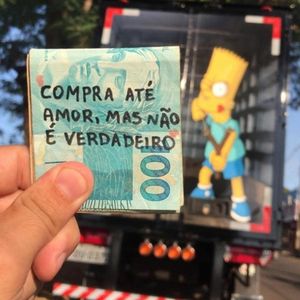 COMPRA ATÉ
AMOR, MAS NÃO
É VERDADEIRO
100